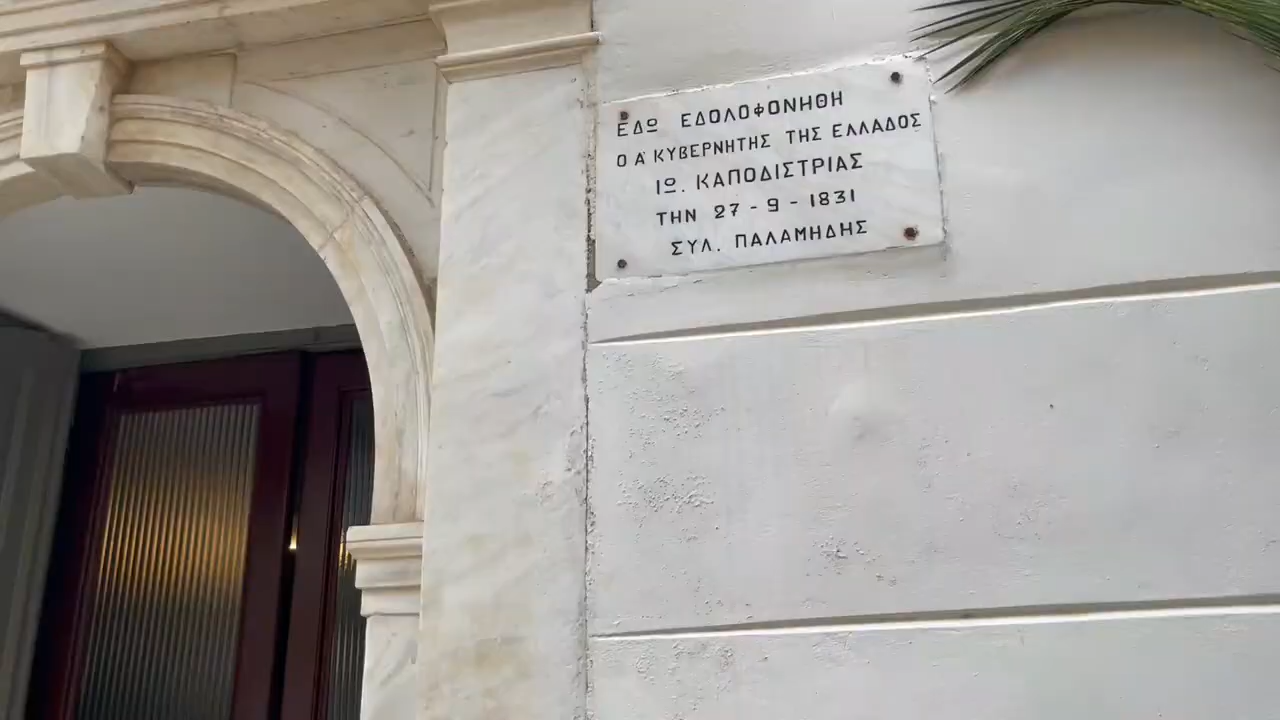 ΕΔΩ ΕΔΟΛΟΦΟΝΗΘΗ
Ο Α' ΚΥΒΕΡΝΗΤΗΣ ΤΗΣ ΕΛΛΑΔΟΣ
ΙΩ. ΚΑΠΟΔΙΣΤΡΙΑΣ
ΤΗΝ 27 - 9 - 1831
ΣΥΛ. ΠΑΛΑΜΗΔΗΣ